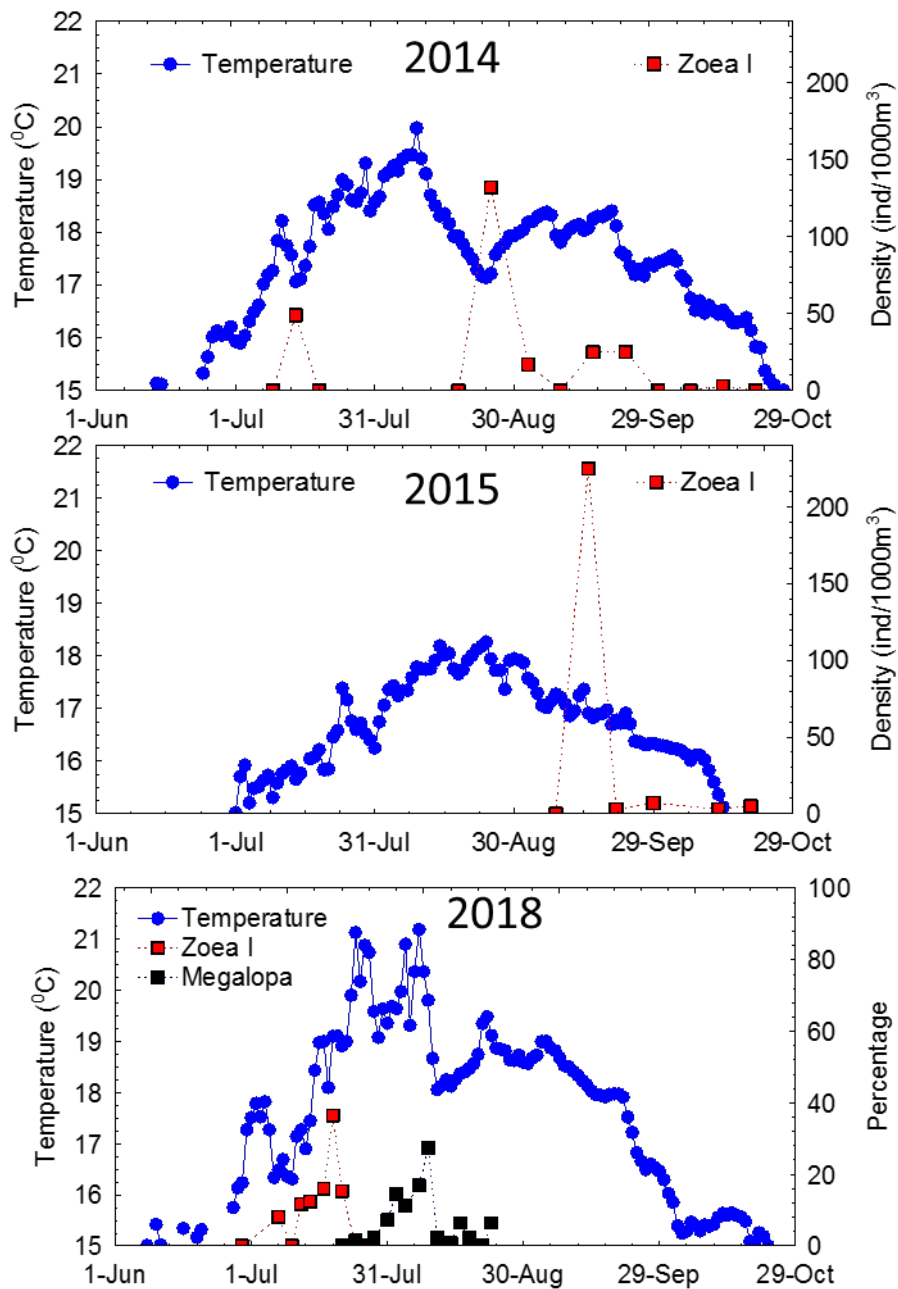 2014
Temperature
Zoea I
Temperature (⁰C)
22
21
20
19
18
17
16
15
Density (ind/1000m³)
200
150
100
50
0
1-Jun
1-Jul
31-Jul
30-Aug
29-Sep
29-Oct
2015
Temperature
Zoea I
Temperature (⁰C)
22
21
20
19
18
17
16
15
Density (ind/1000m³)
200
150
100
50
0
1-Jun
1-Jul
31-Jul
30-Aug
29-Sep
29-Oct
2018
Temperature
Zoea I
Megalopa
Temperature (⁰C)
22
21
20
19
18
17
16
15
Percentage
100
80
60
40
20
0
1-Jun
1-Jul
31-Jul
30-Aug
29-Sep
29-Oct